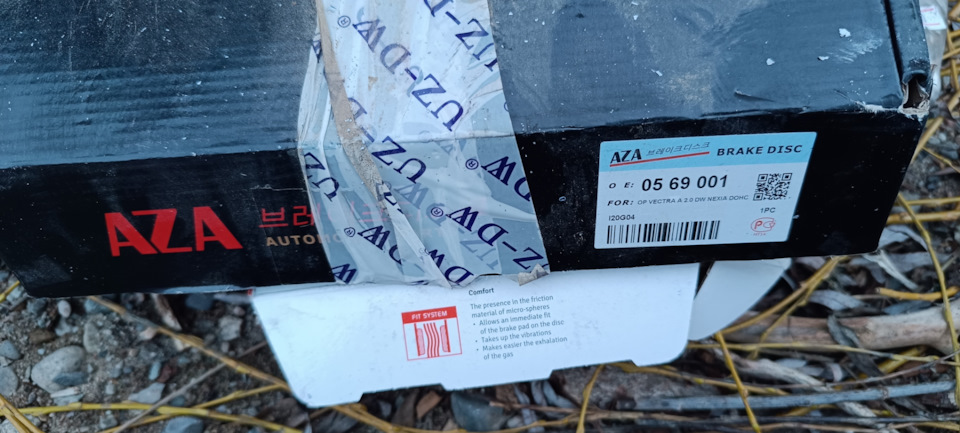 UZ-DW®
UZ-DW®
UZ-DW®
UZ-DW®
UZ-DW
AZA 브레이크디스크 BRAKE DISC
O E: 05 69 001
FOR: OP VECTRA A 2.0 DW NEXIA DOHC
1PC
I20G04
PG
AZA 브레
AUTOMO
Comfort
FIT SYSTEM
The presence in the friction
material of micro-spheres
• Allows an immediate fit
of the brake pad on the disc
• Takes up the vibrations
• Makes easier the exhalation
of the gas